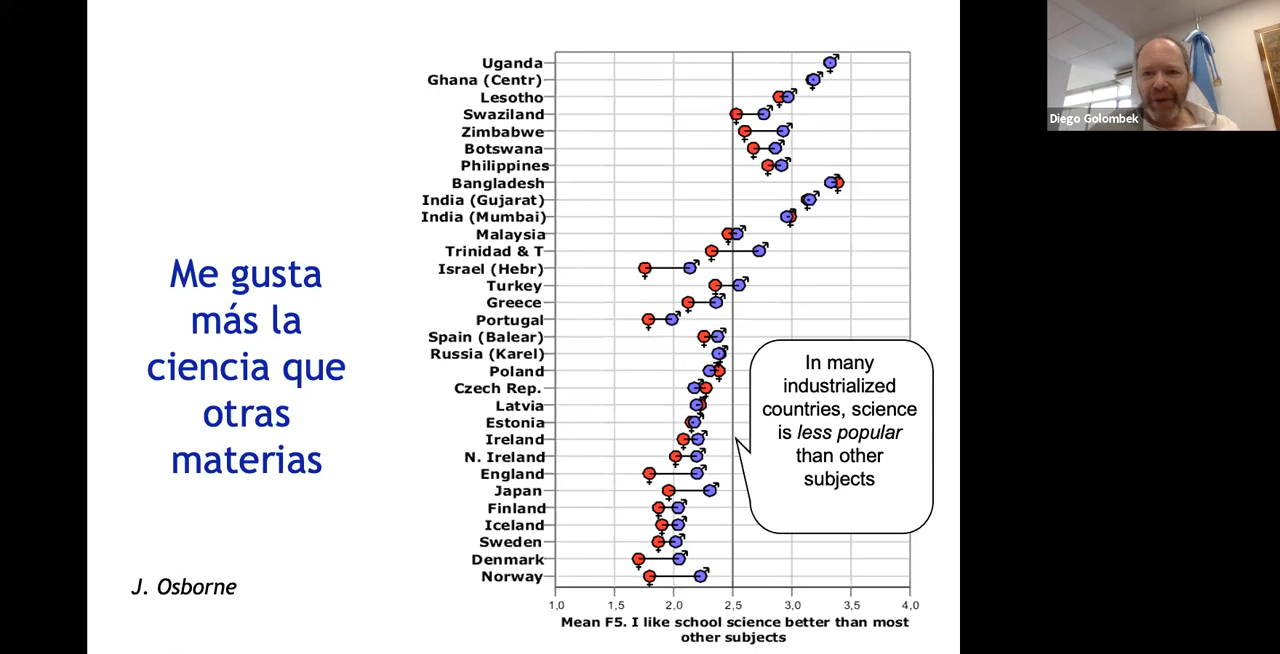 Me gusta
más la
ciencia que
otras
materias
J. Osborne
Uganda
Ghana (Centr)
Lesotho
Swaziland
Zimbabwe
Botswana
Philippines
Bangladesh
India (Gujarat)
India (Mumbai)
Malaysia
Trinidad & T
Israel (Hebr)
Turkey
Greece
Portugal
Spain (Balear)
Russia (Karel)
Poland
Czech Rep.
Latvia
Estonia
Ireland
N. Ireland
England
Japan
Finland
Iceland
Sweden
Denmark
Norway
1,0 1,5 2,0 2,5 3,0 3,5 4,0
Mean F5. I like school science better than most
other subjects
In many
industrialized
countries, science
is less popular
than other
subjects
Diego Golombek